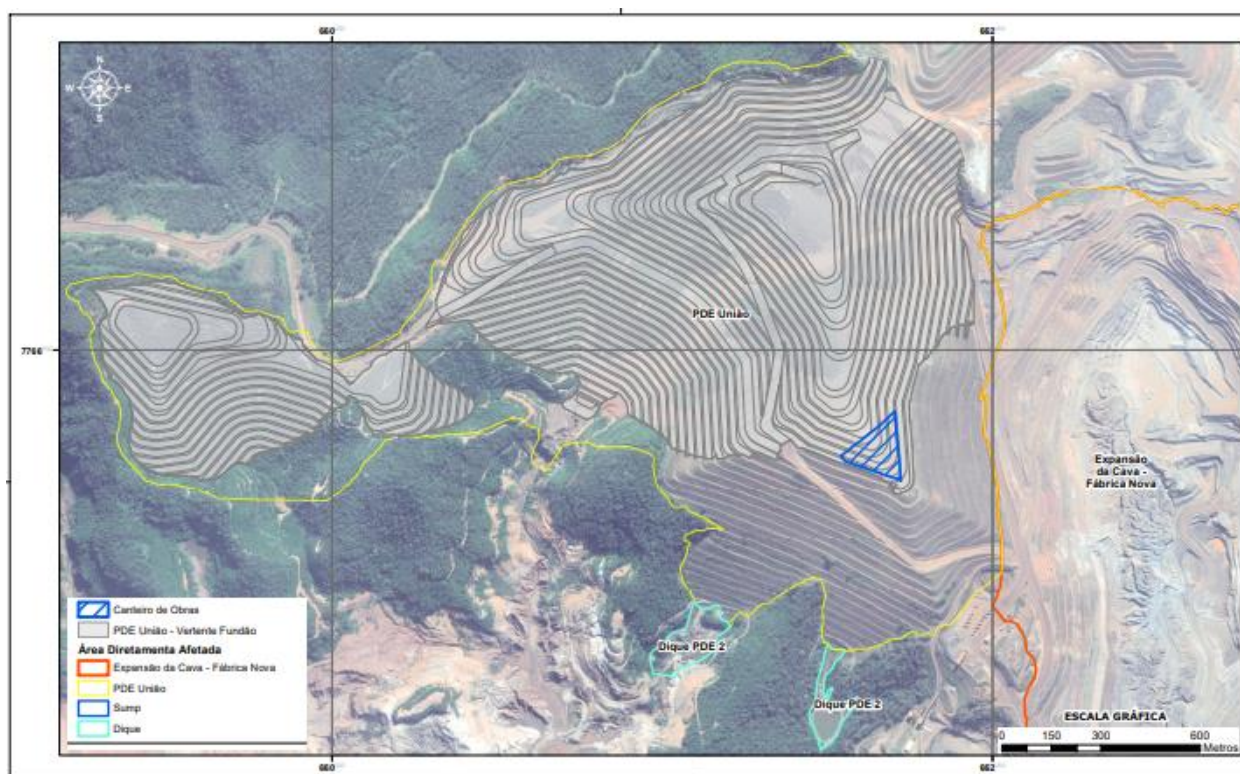 660
662
N
W
E
S
PDE União
7766
Expansão
da Cava -
Fábrica Nova
Canteiro de Obras
PDE União - Vertente Fundão
Área Diretamente Afetada
Expansão da Cava - Fábrica Nova
PDE União
Sump
Dique
Dique PDE 2
Dique PDE 2
ESCALA GRÁFICA
0 150 300 600
Metros
660
662